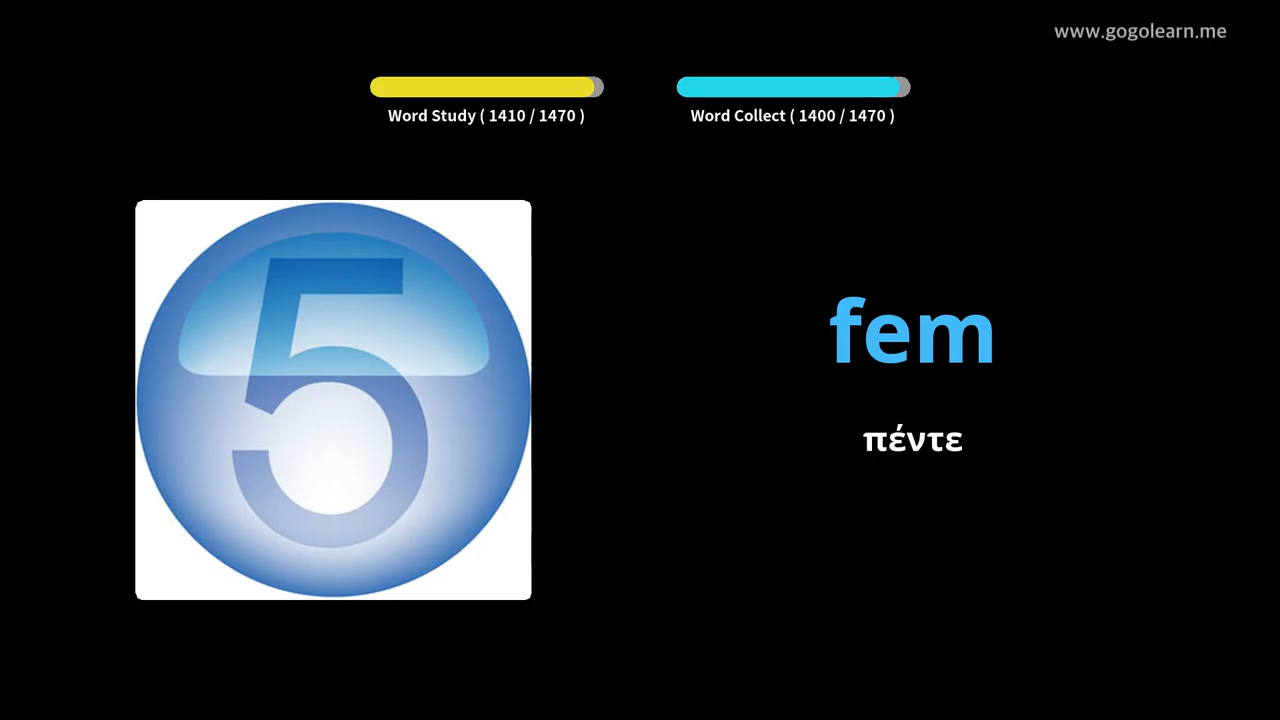 www.gogolearn.me
Word Study ( 1410 / 1470 )
Word Collect ( 1400 / 1470 )
5
fem
πέντε